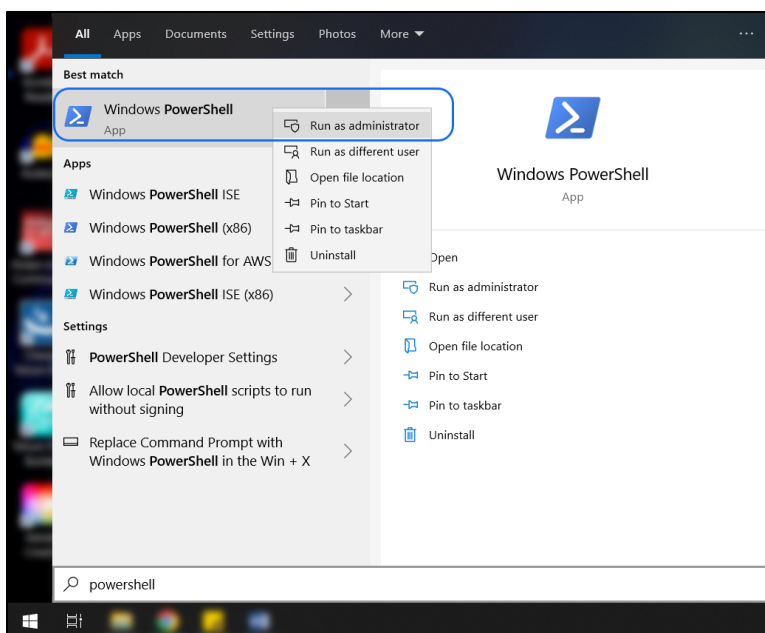 All Apps Documents Settings Photos More
Best match
Windows PowerShell
App
Run as administrator
Run as different user
Open file location
Pin to Start
Pin to taskbar
Uninstall
Apps
Windows PowerShell ISE
Windows PowerShell (x86)
Windows PowerShell for AWS
Windows PowerShell ISE (x86)
Settings
PowerShell Developer Settings
Allow local PowerShell scripts to run
without signing
Replace Command Prompt with
Windows PowerShell in the Win + X
Windows PowerShell
App
Open
Run as administrator
Run as different user
Open file location
Pin to Start
Pin to taskbar
Uninstall
powershell